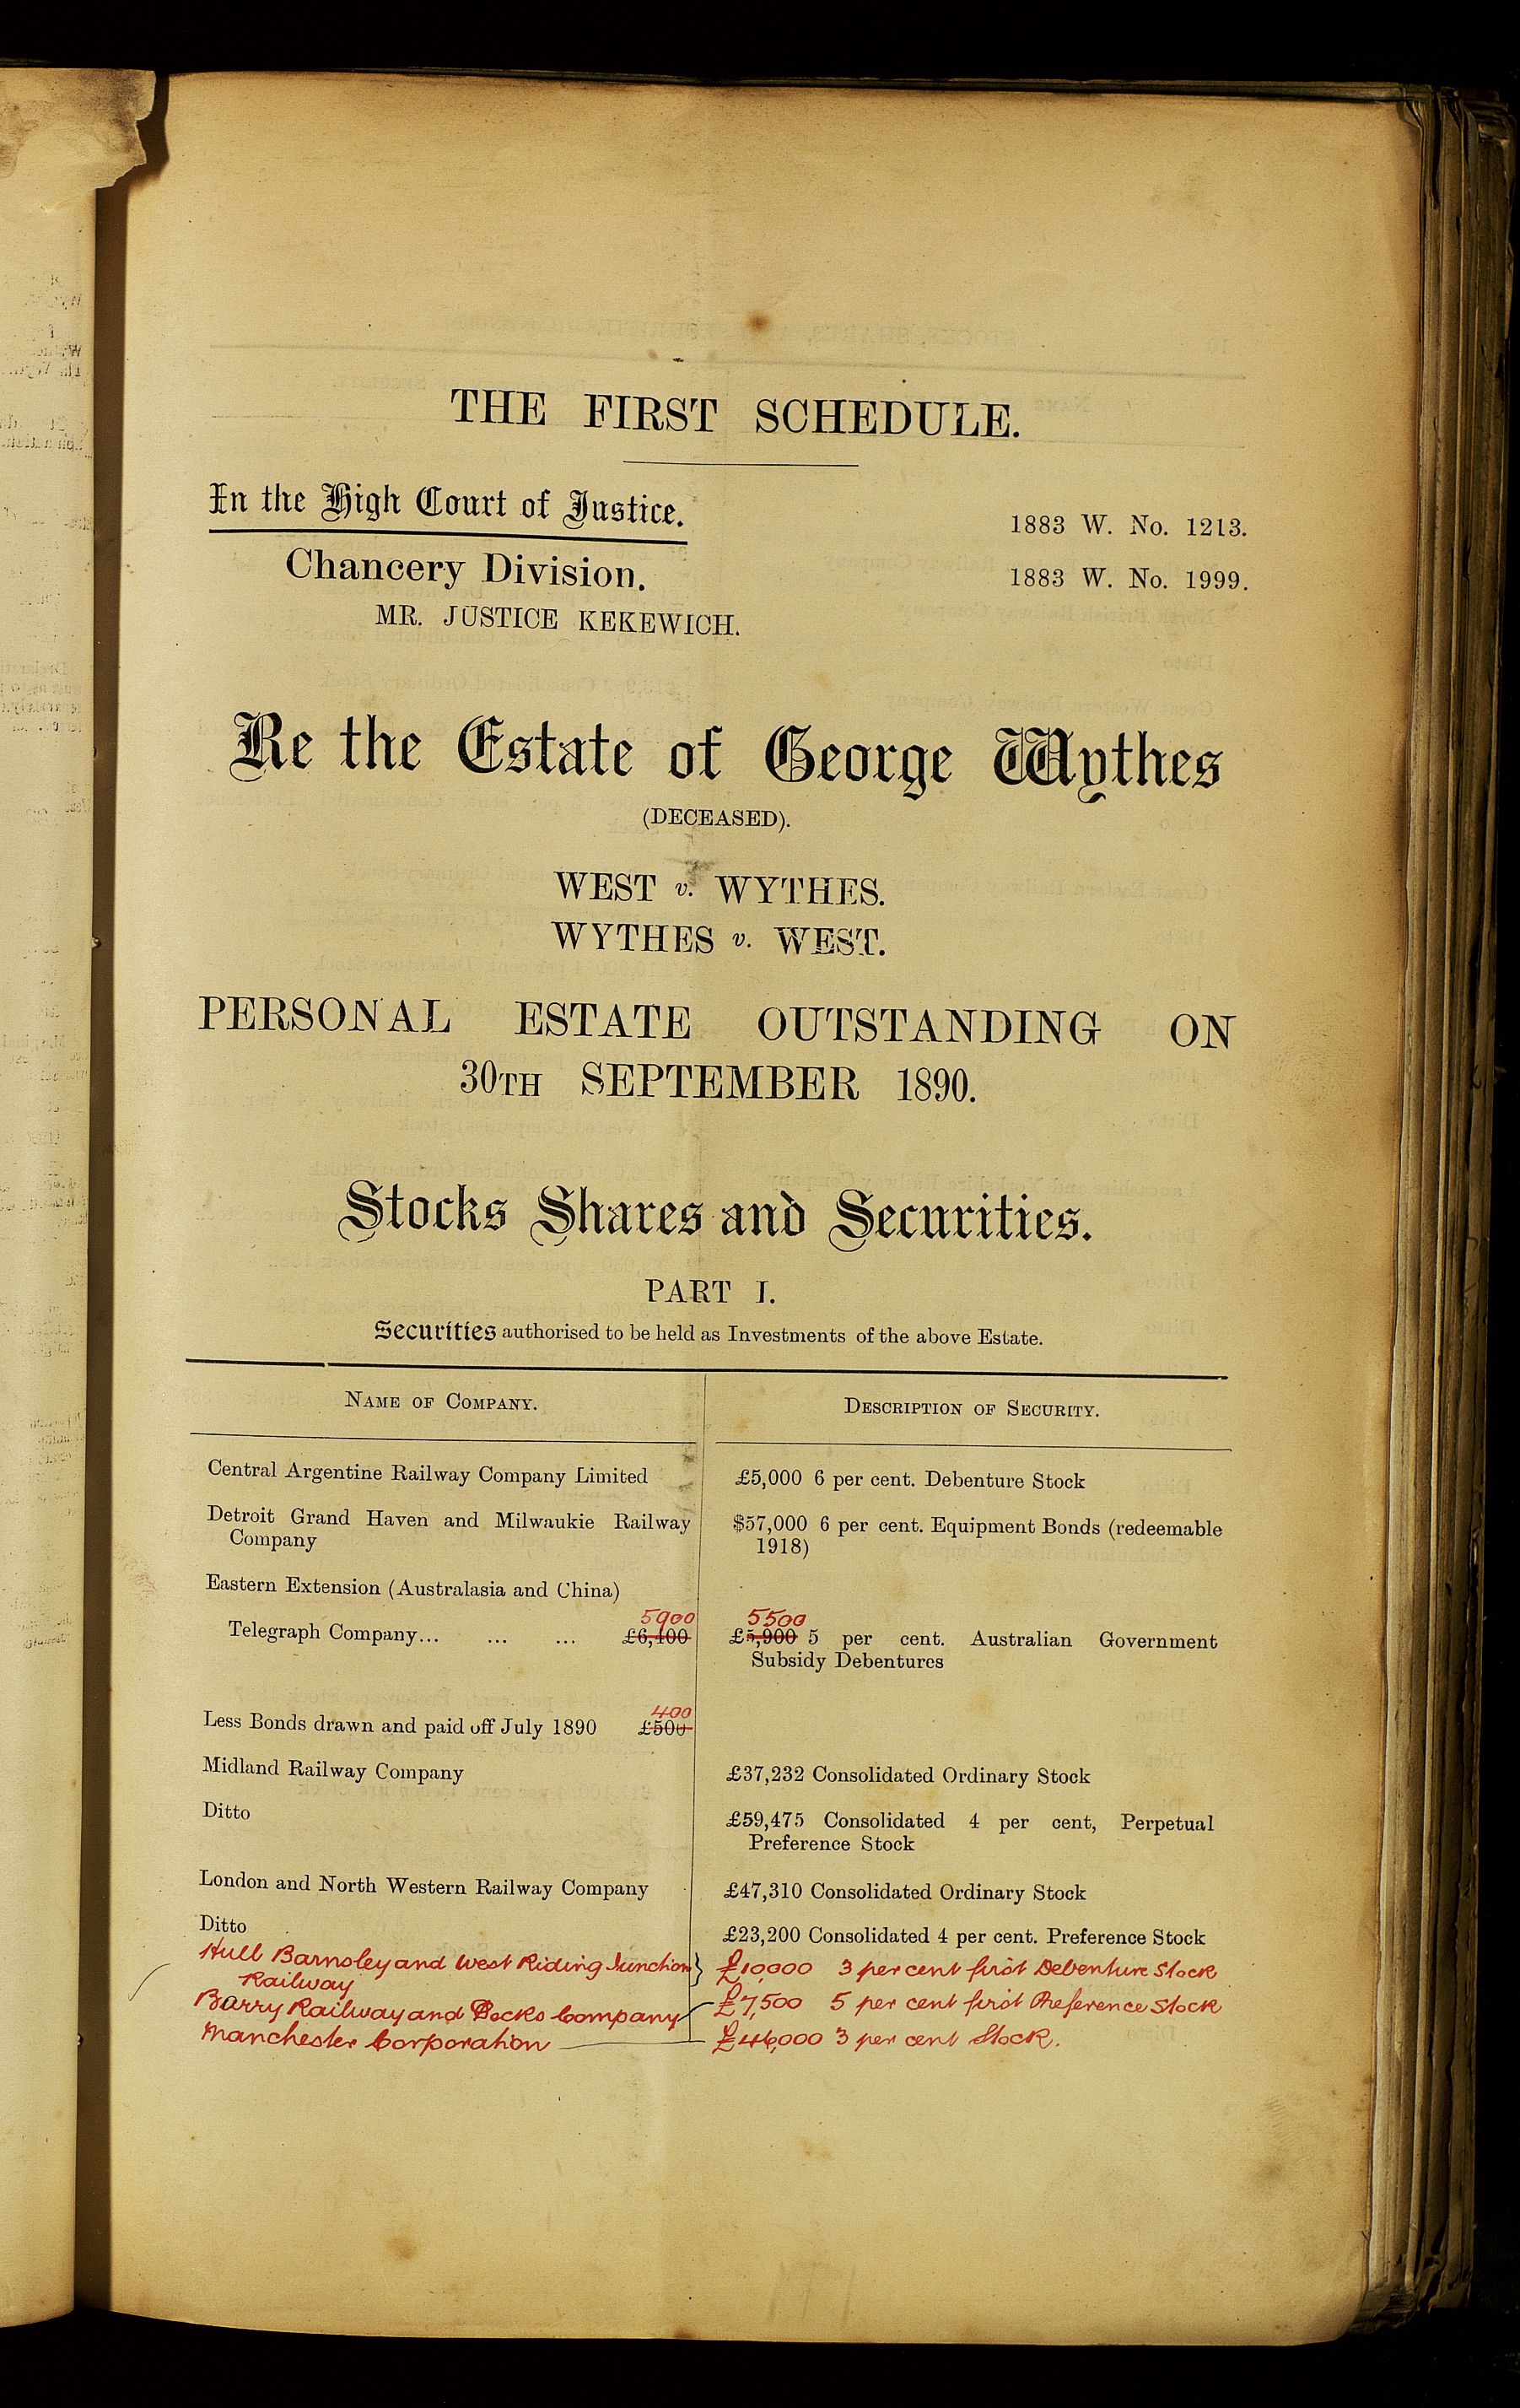 THE FIRST SCHEDULE.
In the High Court of Justice.
1883 W. No. 1213.
Chancery Division.
1883 W. No. 1999.
MR. JUSTICE KEKEWICH.
Re the Estate of George Wythes
(DECEASED).
WEST v. WYTHES.
WYTHES v. WEST.
PERSONAL ESTATE OUTSTANDING ON
30TH SEPTEMBER 1890.
Stocks Shares and Securities.
PART I.
Securities authorised to be held as Investments of the above Estate.
NAME OF COMPANY. DESCRIPTION OF SECURITY.
Central Argentine Railway Company Limited £5,000 6 per cent. Debenture Stock
Detroit Grand Haven and Milwaukie Railway $57,000 6 per cent. Equipment Bonds (redeemable
Company 1918)
Eastern Extension (Australasia and China)
5900 5500
Telegraph Company... ... ... £6,400 £5,900 5 per cent. Australian Government
Subsidy Debentures
400
Less Bonds drawn and paid off July 1890 £500
Midland Railway Company £37,232 Consolidated Ordinary Stock
Ditto £59,475 Consolidated 4 per cent, Perpetual
Preference Stock
London and North Western Railway Company £47,310 Consolidated Ordinary Stock
Ditto £23,200 Consolidated 4 per cent. Preference Stock
Hull Barnsley and West Riding Junction } £10,000 3 per cent first Debenture Stock
Railway
Barry Railway and Docks Company £7,500 5 per cent first Preference Stock
Manchester Corporation £46,000 3 per cent Stock.